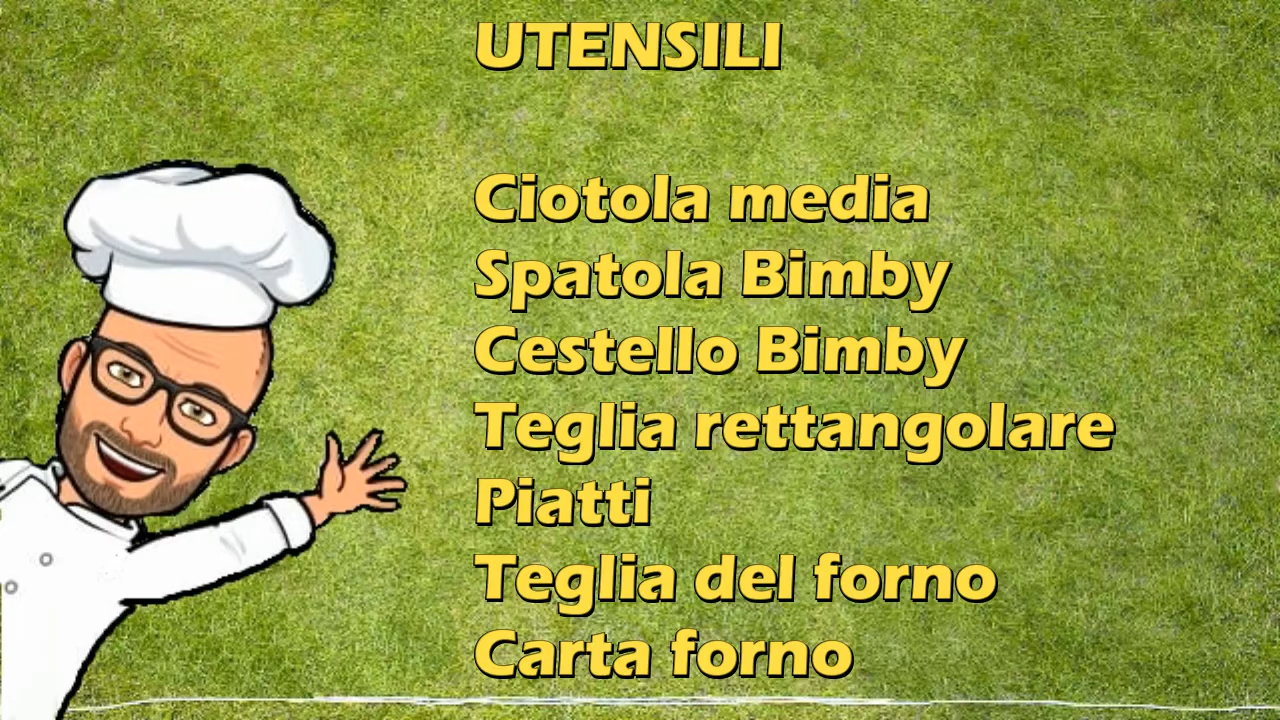 UTENSILI
Ciotola media
Spatola Bimby
Cestello Bimby
Teglia rettangolare
Piatti
Teglia del forno
Carta forno